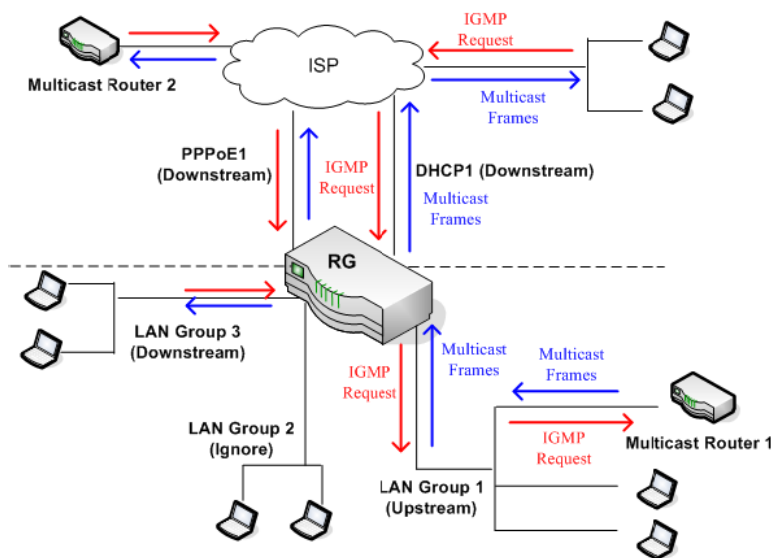 IGMP
Request
ISP
Multicast Router 2
Multicast
Frames
PPPoE1
(Downstream)
IGMP
Request
DHCP1 (Downstream)
Multicast
Frames
RG
LAN Group 3
(Downstream)
Multicast
Frames
Multicast
Frames
IGMP
Request
LAN Group 2
(Ignore)
IGMP
Request
Multicast Router 1
LAN Group 1
(Upstream)